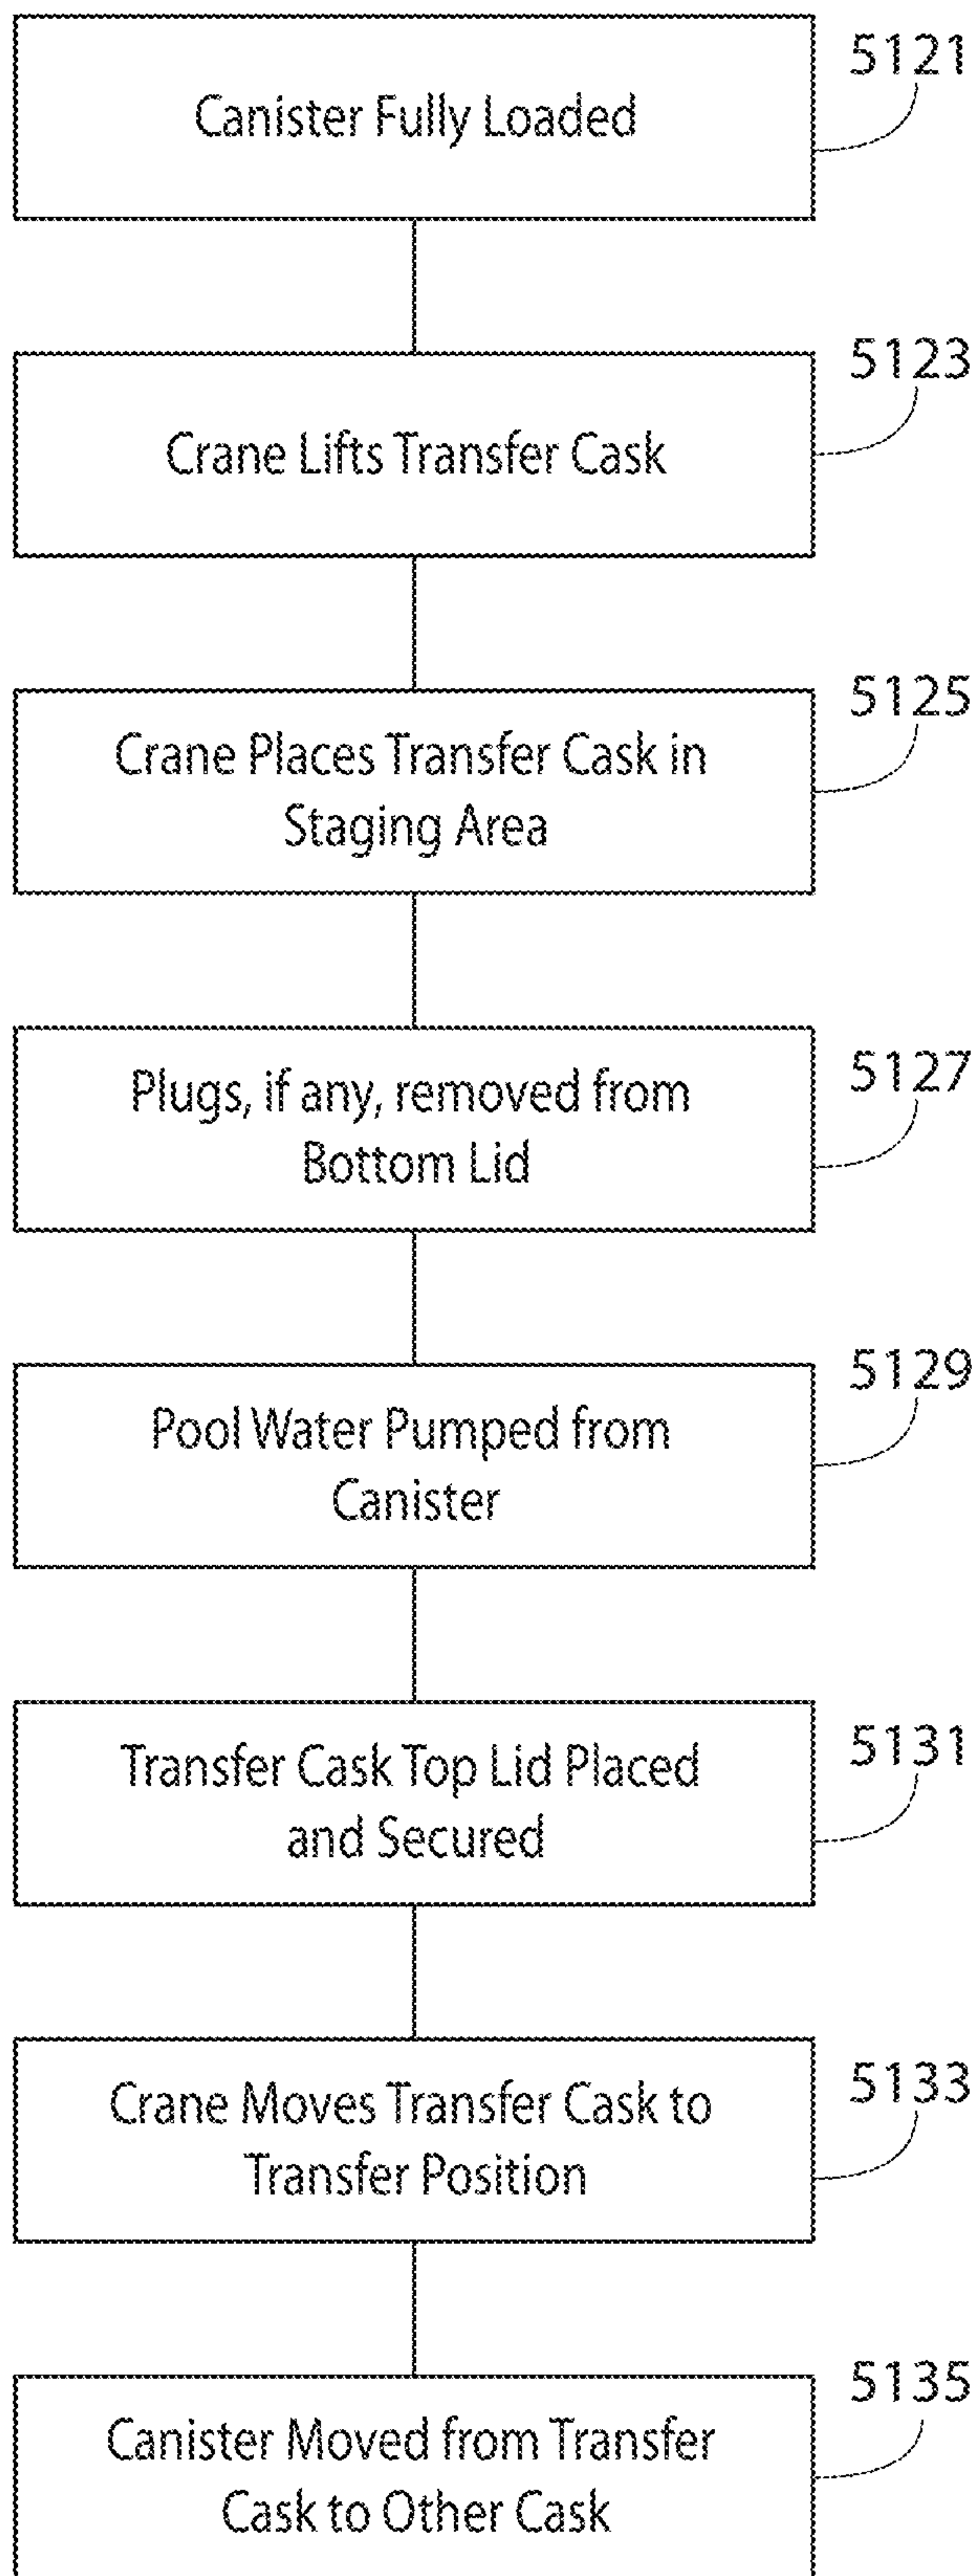 Canister Fully Loaded
5121
Crane Lifts Transfer Cask
5123
Crane Places Transfer Cask in
Staging Area
5125
Plugs, if any, removed from
Bottom Lid
5127
Pool Water Pumped from
Canister
5129
Transfer Cask Top Lid Placed
and Secured
5131
Crane Moves Transfer Cask to
Transfer Position
5133
Canister Moved from Transfer
Cask to Other Cask
5135